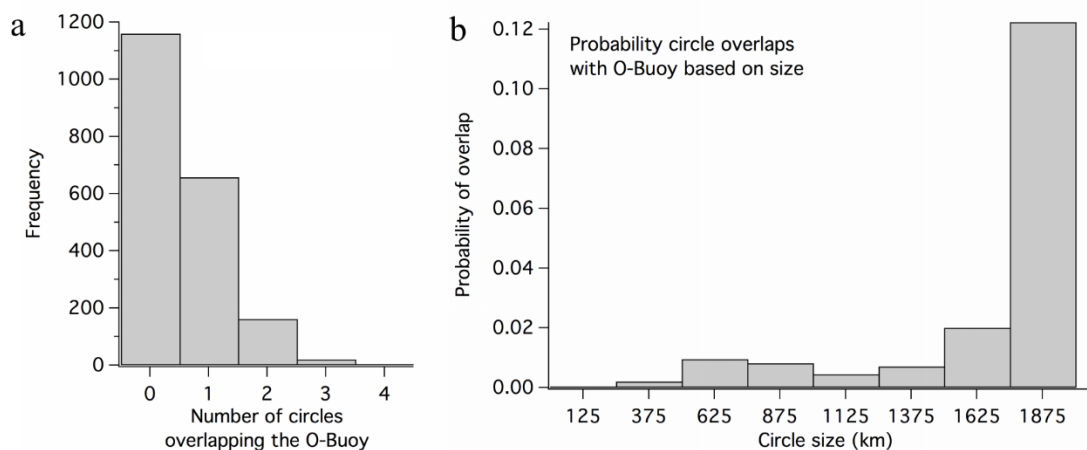 a
1200
1000
800
600
400
200
0
Frequency
0 1 2 3 4
Number of circles
overlapping the O-Buoy
b
Probability circle overlaps
with O-Buoy based on size
0.12
0.10
0.08
0.06
0.04
0.02
0.00
Probability of overlap
125 375 625 875 1125 1375 1625 1875
Circle size (km)